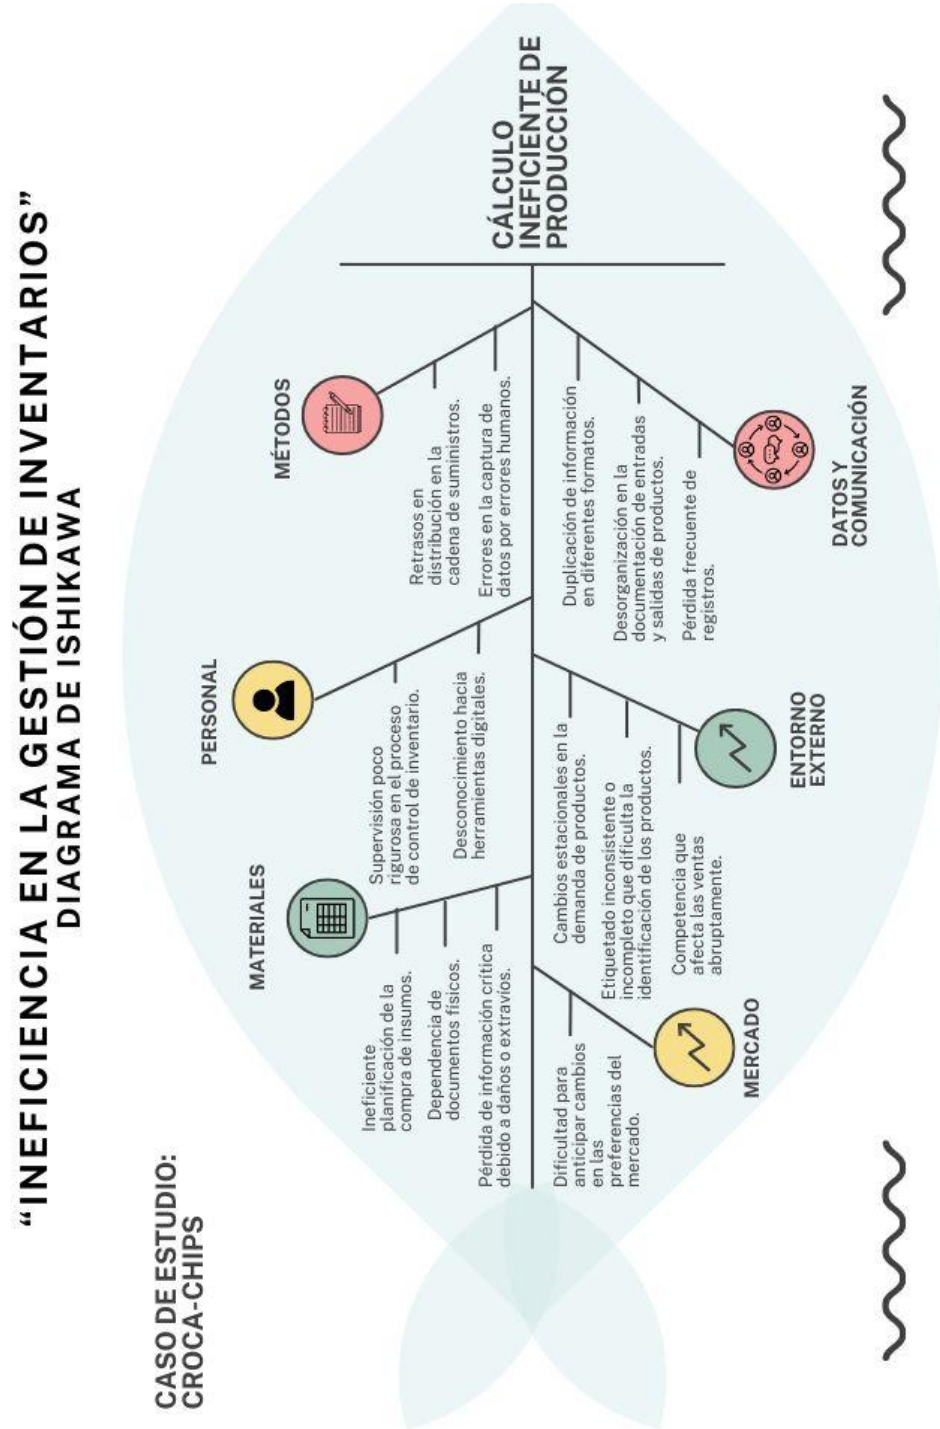 “INEFICIENCIA EN LA GESTIÓN DE INVENTARIOS”
DIAGRAMA DE ISHIKAWA
CASO DE ESTUDIO:
CROCA-CHIPS
MATERIALES
Ineficiente
planificación de la
compra de insumos.
Dependencia de
documentos físicos.
Pérdida de información crítica
debido a daños o extravíos.
PERSONAL
Supervisión poco
rigurosa en el proceso
de control de inventario.
Desconocimiento hacia
herramientas digitales.
MÉTODOS
Retrasos en
distribución en la
cadena de suministros.
Errores en la captura de
datos por errores humanos.
CÁLCULO
INEFICIENTE DE
PRODUCCIÓN
Dificultad para
anticipar cambios
en las
preferencias del
mercado.
MERCADO
Cambios estacionales en la
demanda de productos.
Etiquetado inconsistente o
incompleto que dificulta la
identificación de los productos.
Competencia que
afecta las ventas
abruptamente.
ENTORNO
EXTERNO
Duplicación de información
en diferentes formatos.
Desorganización en la
documentación de entradas
y salidas de productos.
Pérdida frecuente de
registros.
DATOS Y
COMUNICACIÓN